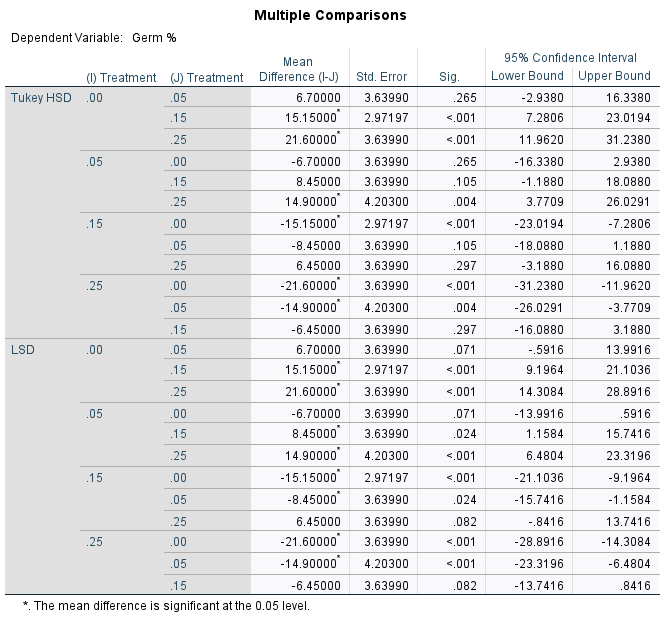 Multiple Comparisons
Dependent Variable: Germ %
Mean 95% Confidence Interval
(I) Treatment (J) Treatment Difference (I-J) Std. Error Sig. Lower Bound Upper Bound
Tukey HSD .00 .05 6.70000 3.63990 .265 -2.9380 16.3380
.15 15.15000* 2.97197 <.001 7.2806 23.0194
.25 21.60000* 3.63990 <.001 11.9620 31.2380
.05 .00 -6.70000 3.63990 .265 -16.3380 2.9380
.15 8.45000 3.63990 .105 -1.1880 18.0880
.25 14.90000* 4.20300 .004 3.7709 26.0291
.15 .00 -15.15000* 2.97197 <.001 -23.0194 -7.2806
.05 -8.45000 3.63990 .105 -18.0880 1.1880
.25 6.45000 3.63990 .297 -3.1880 16.0880
.25 .00 -21.60000* 3.63990 <.001 -31.2380 -11.9620
.05 -14.90000* 4.20300 .004 -26.0291 -3.7709
.15 -6.45000 3.63990 .297 -16.0880 3.1880
LSD .00 .05 6.70000 3.63990 .071 -.5916 13.9916
.15 15.15000* 2.97197 <.001 9.1964 21.1036
.25 21.60000* 3.63990 <.001 14.3084 28.8916
.05 .00 -6.70000 3.63990 .071 -13.9916 .5916
.15 8.45000* 3.63990 .024 1.1584 15.7416
.25 14.90000* 4.20300 <.001 6.4804 23.3196
.15 .00 -15.15000* 2.97197 <.001 -21.1036 -9.1964
.05 -8.45000* 3.63990 .024 -15.7416 -1.1584
.25 6.45000 3.63990 .082 -.8416 13.7416
.25 .00 -21.60000* 3.63990 <.001 -28.8916 -14.3084
.05 -14.90000* 4.20300 <.001 -23.3196 -6.4804
.15 -6.45000 3.63990 .082 -13.7416 .8416
*. The mean difference is significant at the 0.05 level.